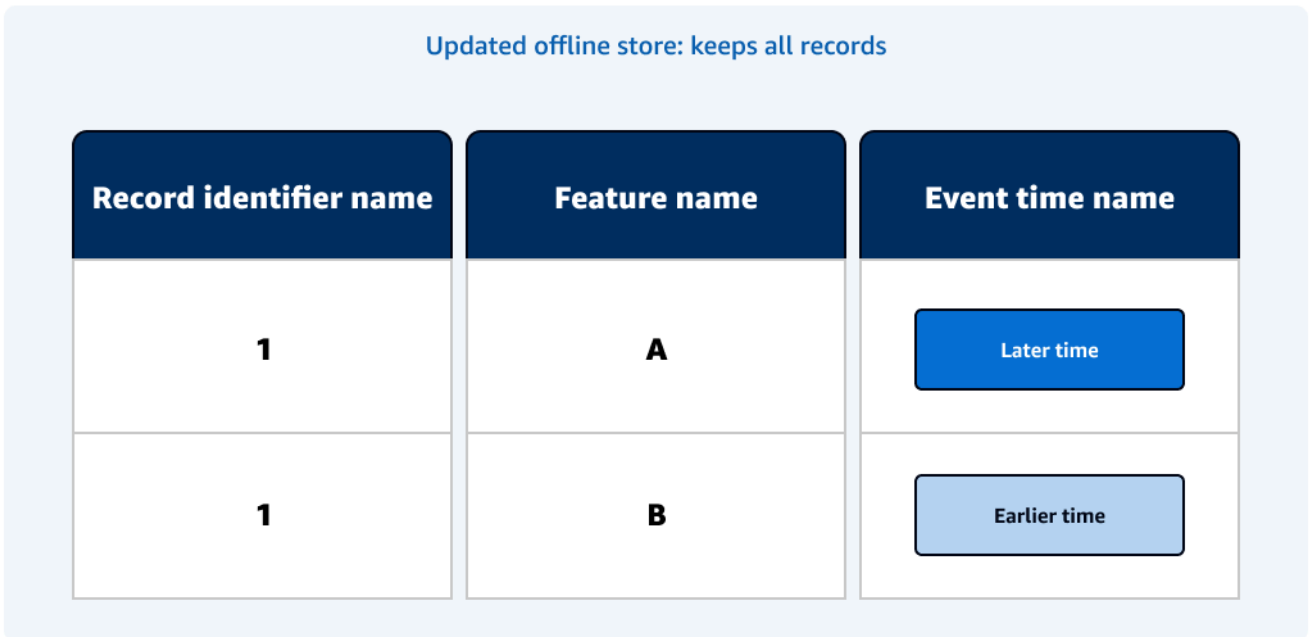 Updated offline store: keeps all records
Record identifier name Feature name Event time name
1 A Later time
1 B Earlier time